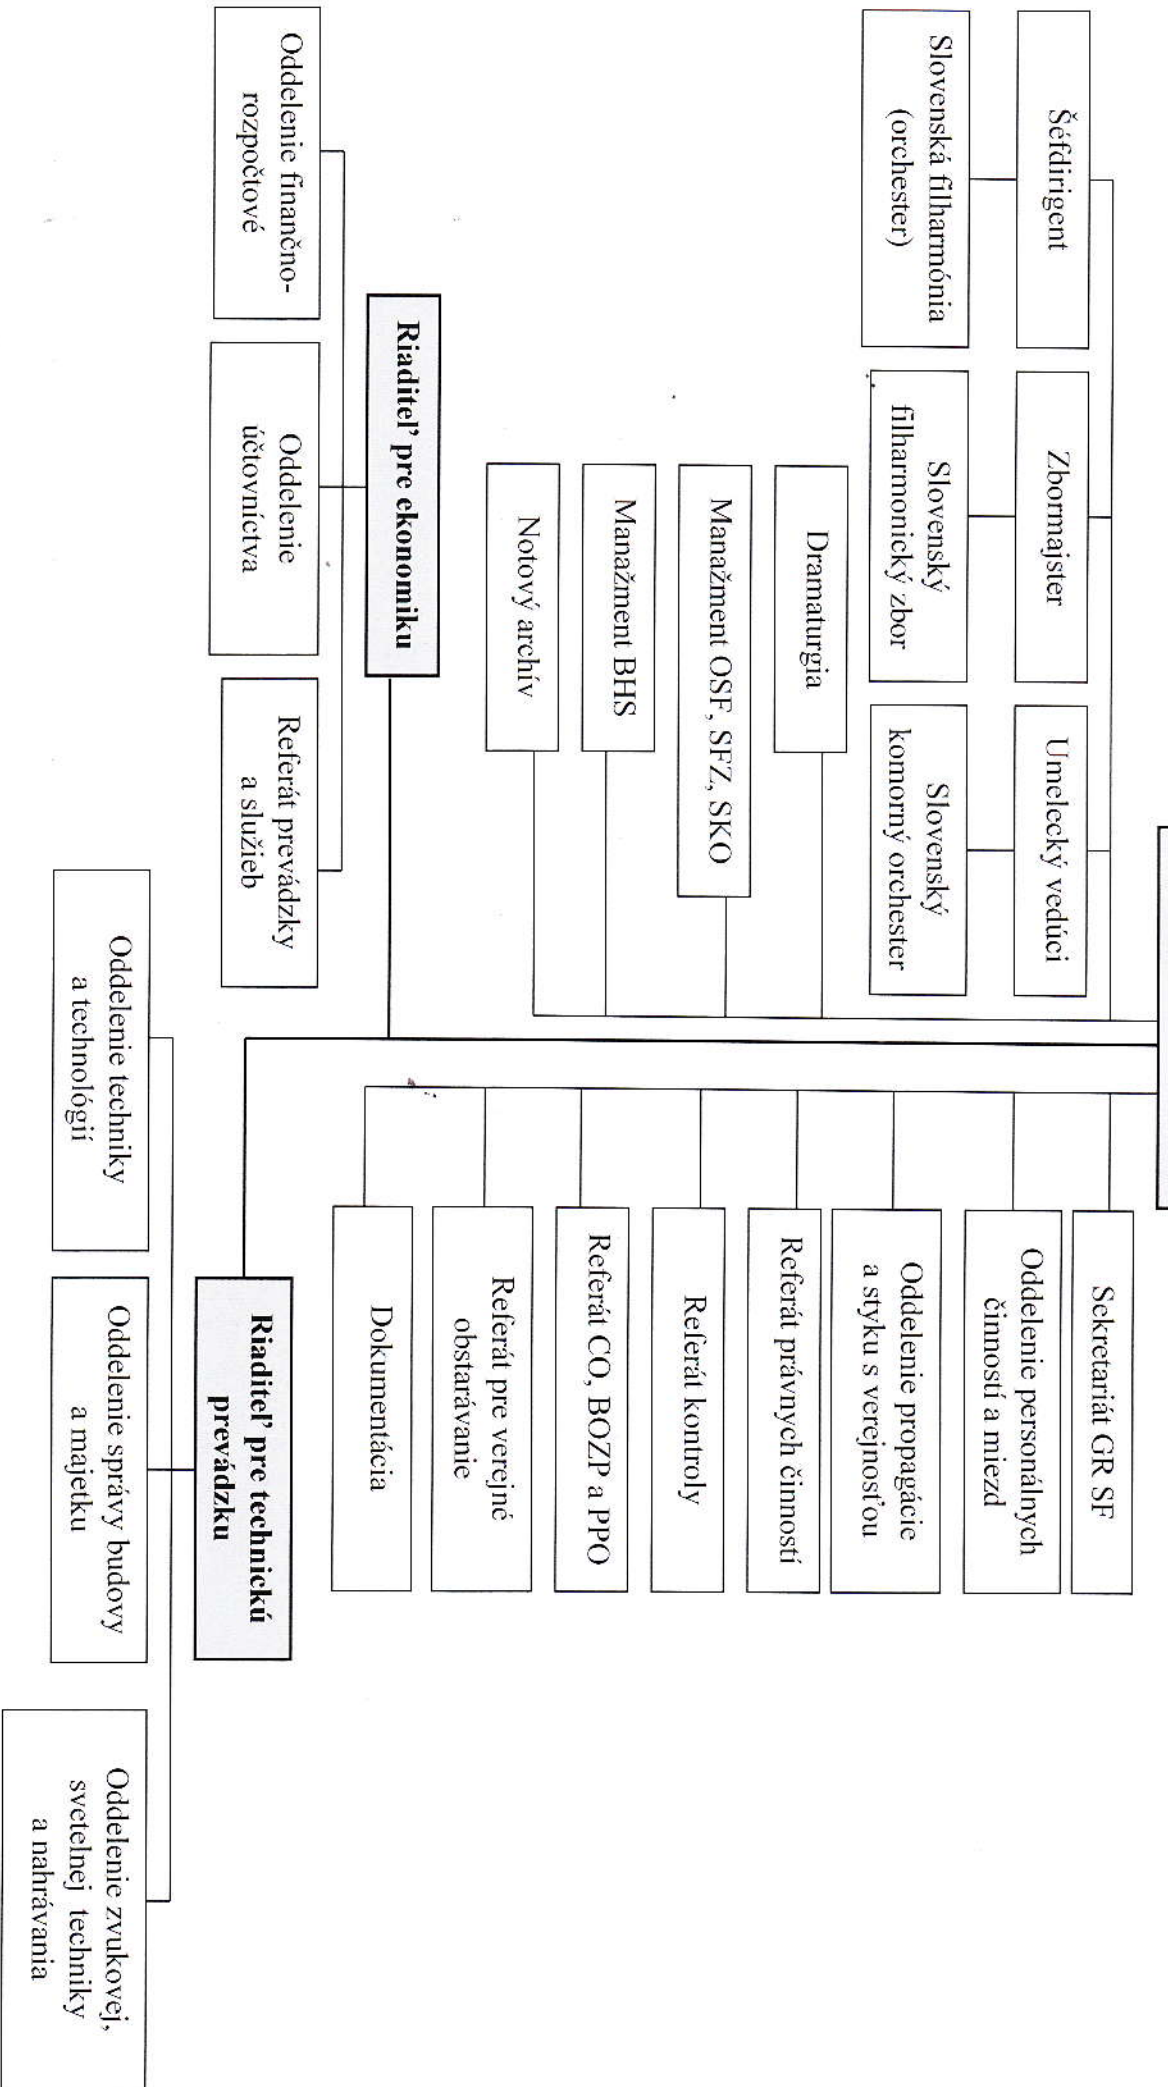 Šéfdirigent
Zbormajster
Umelecký vedúci
Slovenská filharmónia
(orchester)
Slovenský
filharmonický zbor
Slovenský
komorný orchester
Dramaturgia
Manažment OSF, SFZ, SKO
Manažment BHS
Notový archív
Sekretariát GR SF
Oddelenie personálnych
činností a miezd
Oddelenie propagácie
a styku s verejnosťou
Referát právnych činností
Referát kontroly
Referát CO, BOZP a PPO
Referát pre verejné
obstarávanie
Dokumentácia
Riaditeľ pre ekonomiku
Oddelenie finančno-
rozpočtové
Oddelenie
účtovníctva
Referát prevádzky
a služieb
Riaditeľ pre technickú
prevádzku
Oddelenie techniky
a technológií
Oddelenie správy budovy
a majetku
Oddelenie zvukovej,
svetelnej techniky
a nahrávania